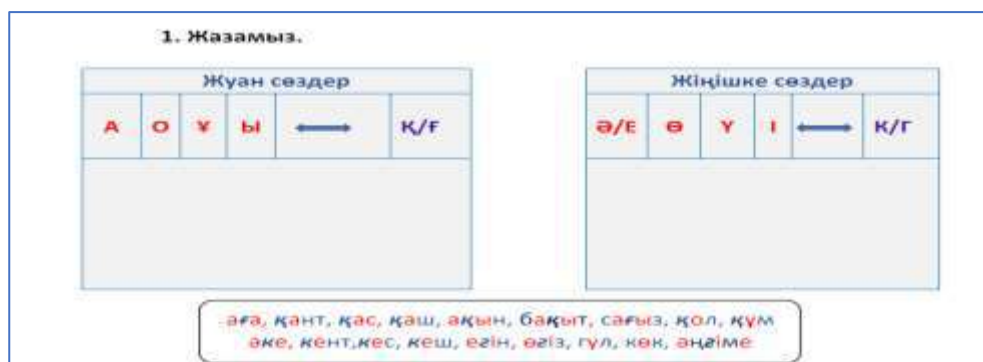 1. Жазамыз.
Жуан сөздер
А О Ұ Ы Қ/Ғ
Жіңішке сөздер
Ә/Е Ө Ү І К/Г
аға, қант, қас, қаш, ақын, бақыт, сағыз, қол, құм
әке, кент,кес, кеш, егін, өгіз, гүл, көк, әңгіме